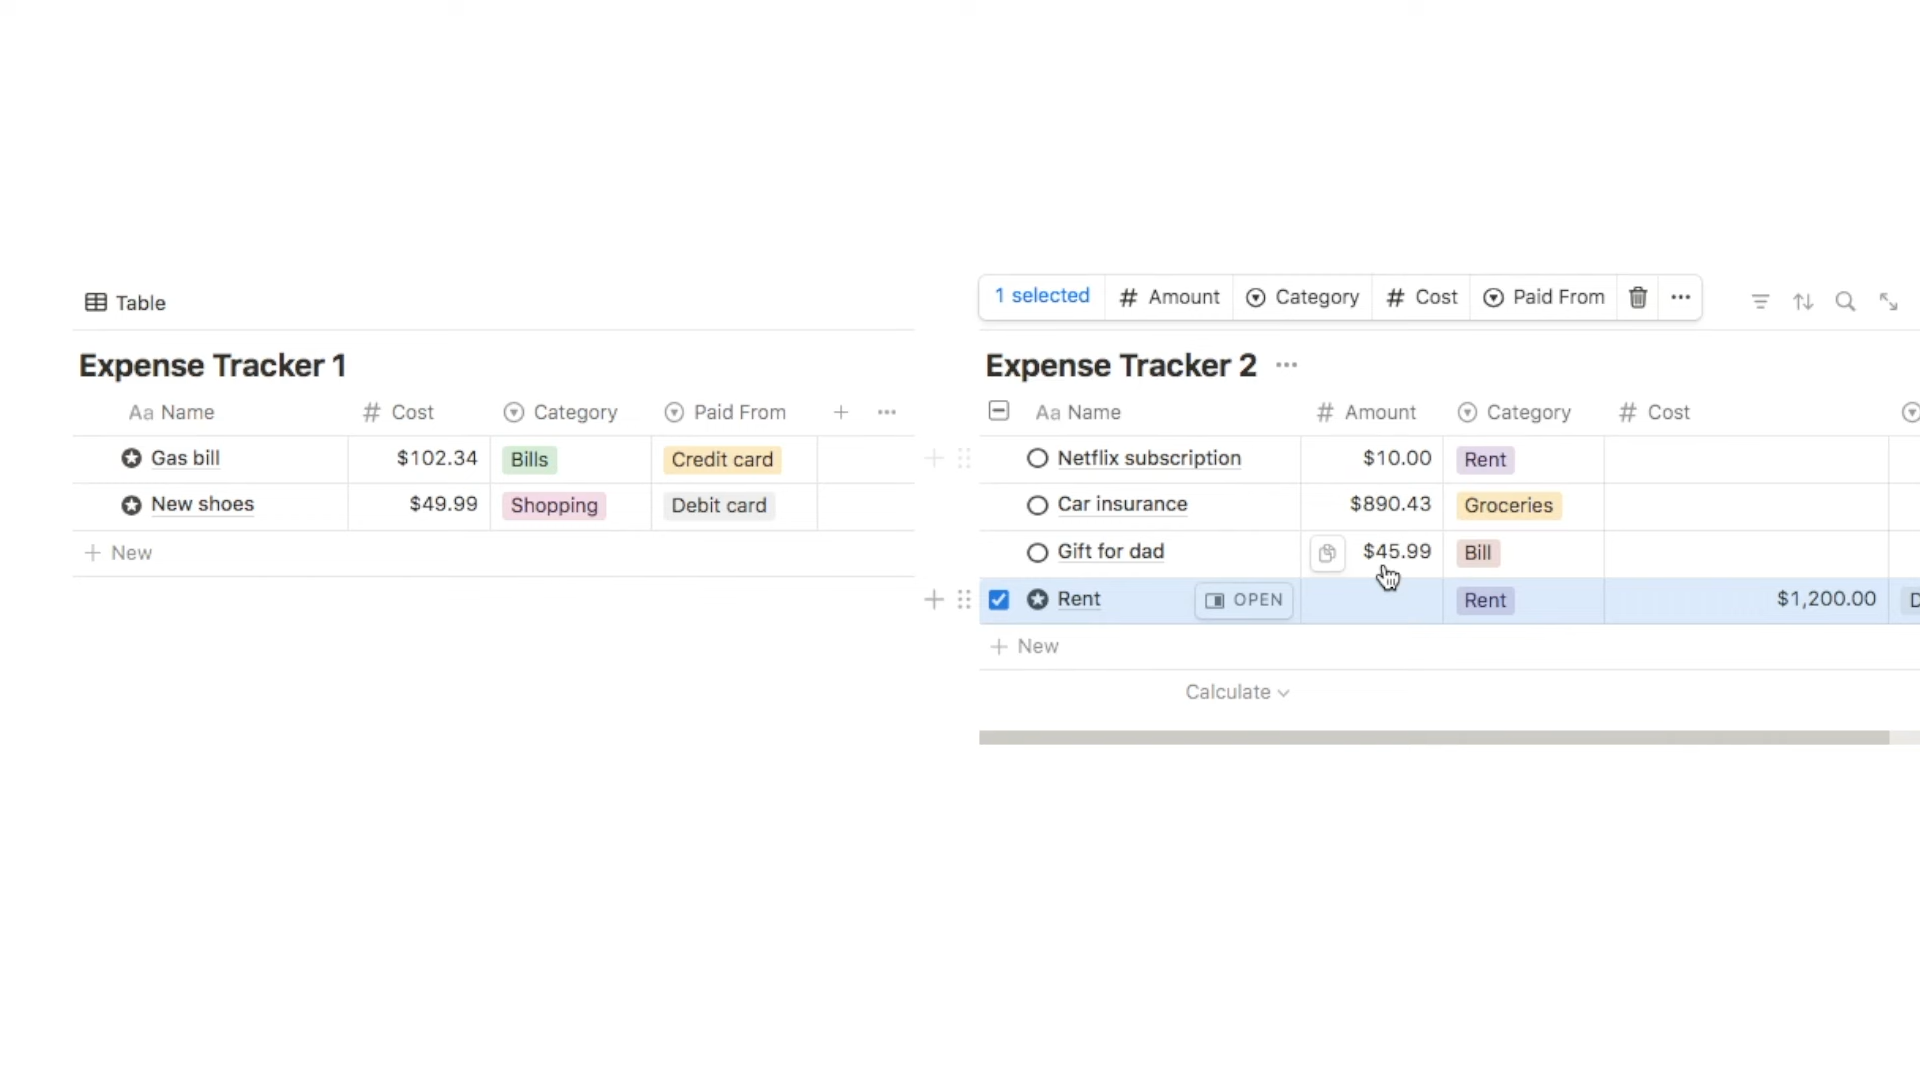 Table
Expense Tracker 1
Aa Name # Cost Category Paid From + •••
Gas bill $102.34 Bills Credit card
New shoes $49.99 Shopping Debit card
+ New
1 selected # Amount Category # Cost Paid From •••
Expense Tracker 2 •••
Aa Name # Amount Category # Cost
Netflix subscription $10.00 Rent
Car insurance $890.43 Groceries
Gift for dad $45.99 Bill
Rent OPEN Rent $1,200.00 D
+ New
Calculate